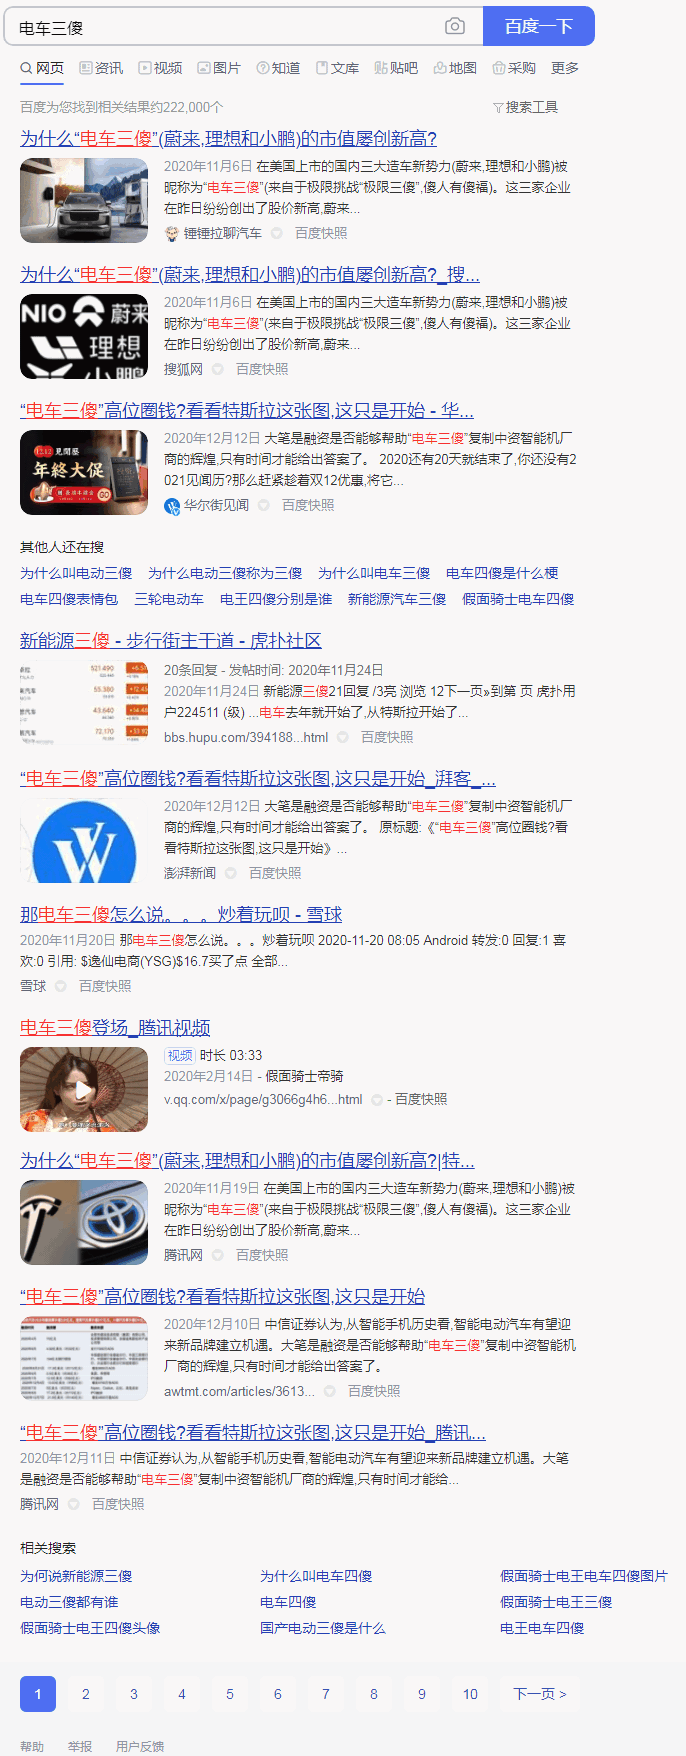 电车三傻
百度一下
网页 资讯 视频 图片 知道 文库 贴吧 地图 采购 更多
百度为您找到相关结果约222,000个 搜索工具
为什么“电车三傻”(蔚来,理想和小鹏)的市值屡创新高?
2020年11月6日 在美国上市的国内三大造车新势力(蔚来,理想和小鹏)被
昵称为“电车三傻”(来自于极限挑战“极限三傻”,傻人有傻福)。这三家企业
在昨日纷纷创出了股价新高,蔚来...
锤锤拉聊汽车 百度快照
为什么“电车三傻”(蔚来,理想和小鹏)的市值屡创新高?_搜...
NIO 蔚来
理想
小鹏
2020年11月6日 在美国上市的国内三大造车新势力(蔚来,理想和小鹏)被
昵称为“电车三傻”(来自于极限挑战“极限三傻”,傻人有傻福)。这三家企业
在昨日纷纷创出了股价新高,蔚来...
搜狐网 百度快照
“电车三傻”高位圈钱?看看特斯拉这张图,这只是开始 - 华...
12.12 見聞歷
年終大促
2020年12月12日 大笔是融资是否能够帮助“电车三傻”复制中资智能机厂
商的辉煌,只有时间才能给出答案了。 2020还有20天就结束了,你还没有2
021见闻历?那么赶紧趁着双12优惠,将它...
华尔街见闻 百度快照
其他人还在搜
为什么叫电动三傻 为什么电动三傻称为三傻 为什么叫电车三傻 电车四傻是什么梗
电车四傻表情包 三轮电动车 电王四傻分别是谁 新能源汽车三傻 假面骑士电车四傻
新能源三傻 - 步行街主干道 - 虎扑社区
521.490
55.380
43.640
72.170
20条回复 - 发帖时间: 2020年11月24日
2020年11月24日 新能源三傻21回复 /3亮 浏览 12下一页»到第 页 虎扑用
户224511 (级) ...电车去年就开始了,从特斯拉开始了...
bbs.hupu.com/394188...html 百度快照
“电车三傻”高位圈钱?看看特斯拉这张图,这只是开始_湃客_...
2020年12月12日 大笔是融资是否能够帮助“电车三傻”复制中资智能机厂
商的辉煌,只有时间才能给出答案了。 原标题:《“电车三傻”高位圈钱?看
看特斯拉这张图,这只是开始》...
澎湃新闻 百度快照
那电车三傻怎么说。。。炒着玩呗 - 雪球
2020年11月20日 那电车三傻怎么说。。。炒着玩呗 2020-11-20 08:05 Android 转发:0 回复:1 喜
欢:0 引用: $逸仙电商(YSG)$16.7买了点 全部...
雪球 百度快照
电车三傻登场_腾讯视频
视频 时长 03:33
2020年2月14日 - 假面骑士帝骑
v.qq.com/x/page/g3066g4h6...html - 百度快照
为什么“电车三傻”(蔚来,理想和小鹏)的市值屡创新高?|特...
2020年11月19日 在美国上市的国内三大造车新势力(蔚来,理想和小鹏)被
昵称为“电车三傻”(来自于极限挑战“极限三傻”,傻人有傻福)。这三家企业
在昨日纷纷创出了股价新高,蔚来...
腾讯网 百度快照
“电车三傻”高位圈钱?看看特斯拉这张图,这只是开始
2020年12月10日 中信证券认为,从智能手机历史看,智能电动汽车有望迎
来新品牌建立机遇。大笔是融资是否能够帮助“电车三傻”复制中资智能机
厂商的辉煌,只有时间才能给出答案了。
awtmt.com/articles/3613... 百度快照
“电车三傻”高位圈钱?看看特斯拉这张图,这只是开始_腾讯...
2020年12月11日 中信证券认为,从智能手机历史看,智能电动汽车有望迎来新品牌建立机遇。大笔
是融资是否能够帮助“电车三傻”复制中资智能机厂商的辉煌,只有时间才能给...
腾讯网 百度快照
相关搜索
为何说新能源三傻 为什么叫电车四傻 假面骑士电王电车四傻图片
电动三傻都有谁 电车四傻 假面骑士电王三傻
假面骑士电王四傻头像 国产电动三傻是什么 电王电车四傻
1 2 3 4 5 6 7 8 9 10 下一页 >
帮助 举报 用户反馈